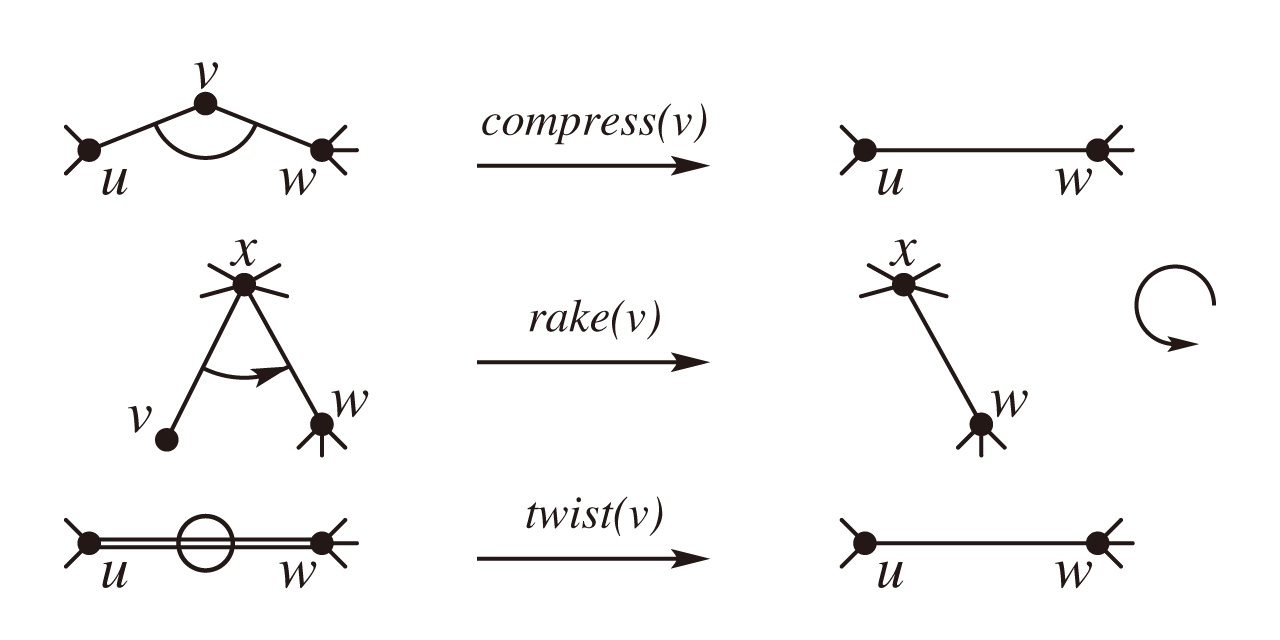 v
compress(v)
u w u w
x x
rake(v)
v w w
twist(v)
u w u w